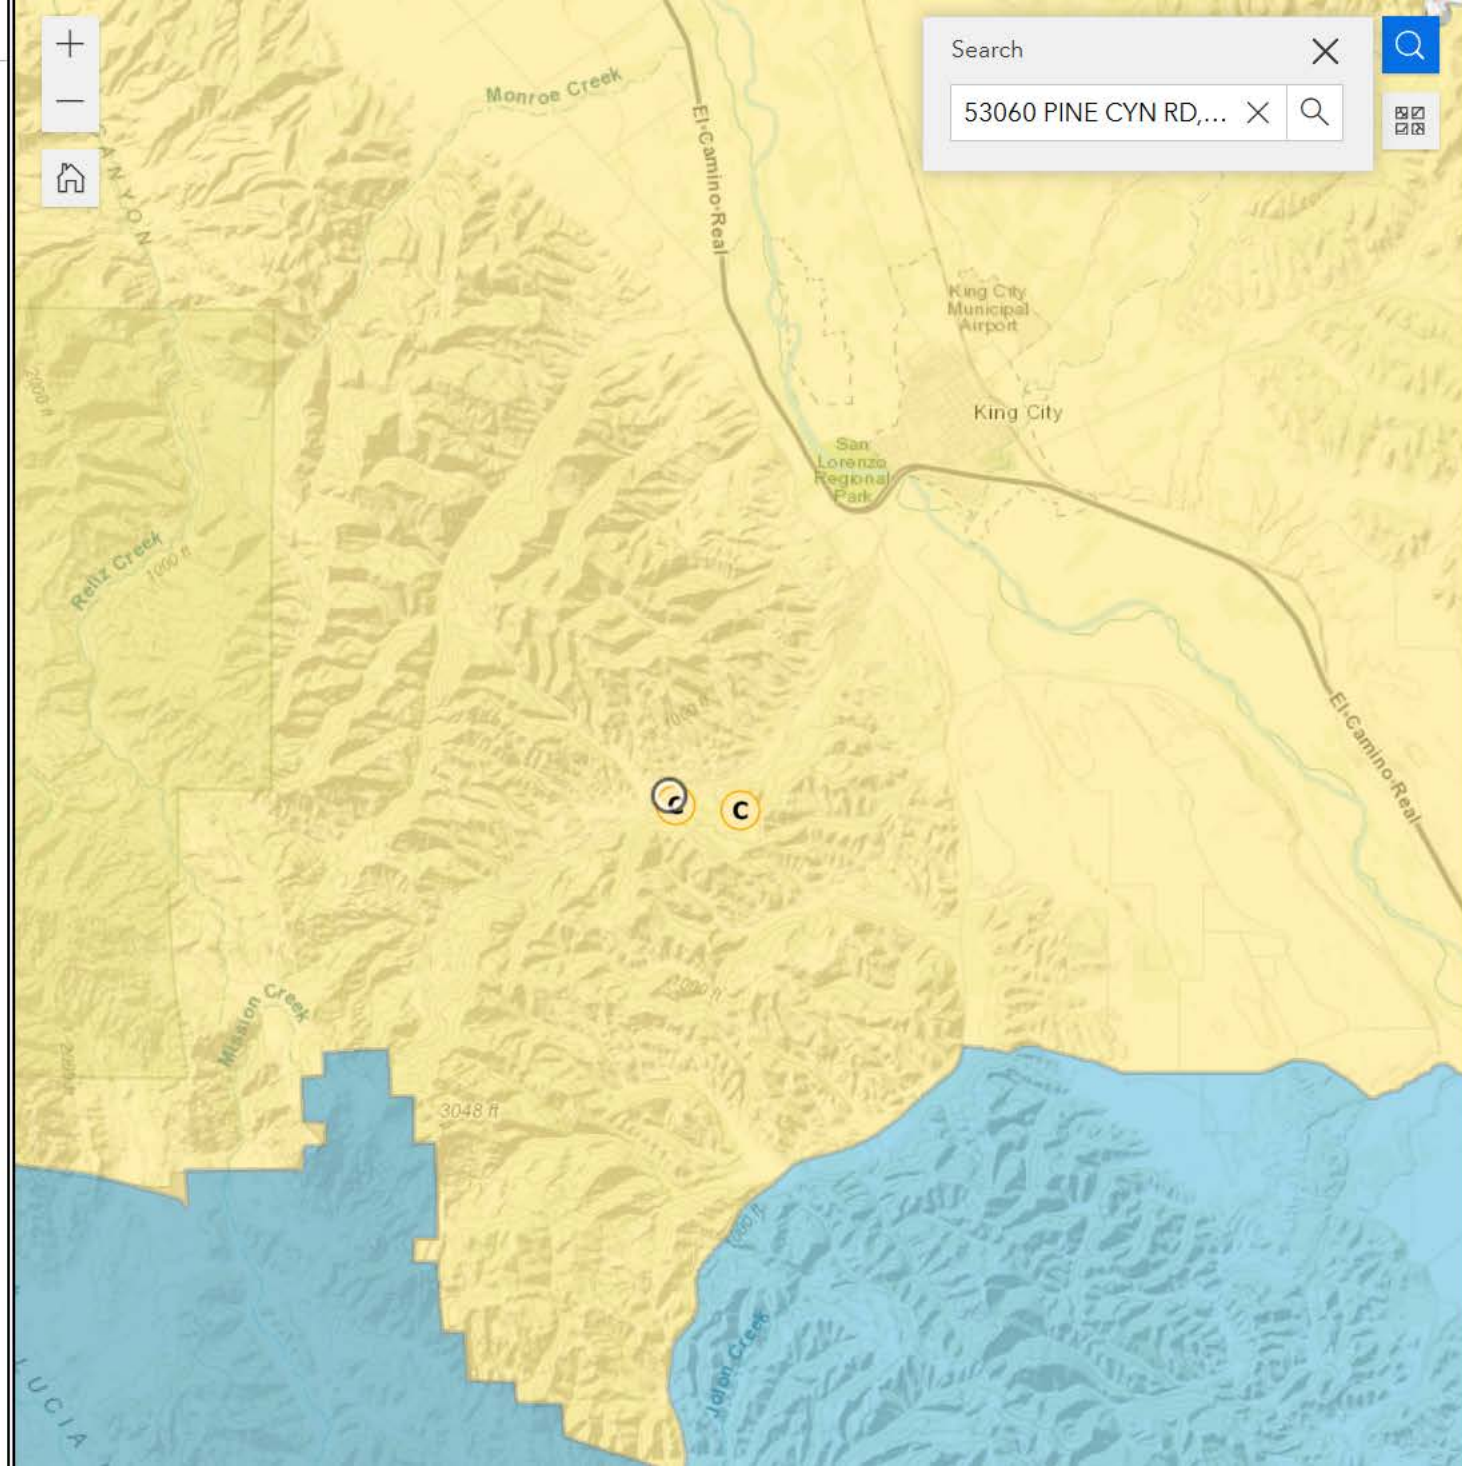 Search
53060 PINE CYN RD,...
Monroe Creek
El Camino Real
CANYON
King City
Municipal
Airport
2000 ft
King City
San
Lorenzo
Regional
Park
Reliz Creek
1000 ft
1000 ft
El Camino Real
C
C
1000 ft
Mission Creek
2000 ft
3048 ft
1000 ft
Jolon Creek
LUCIA